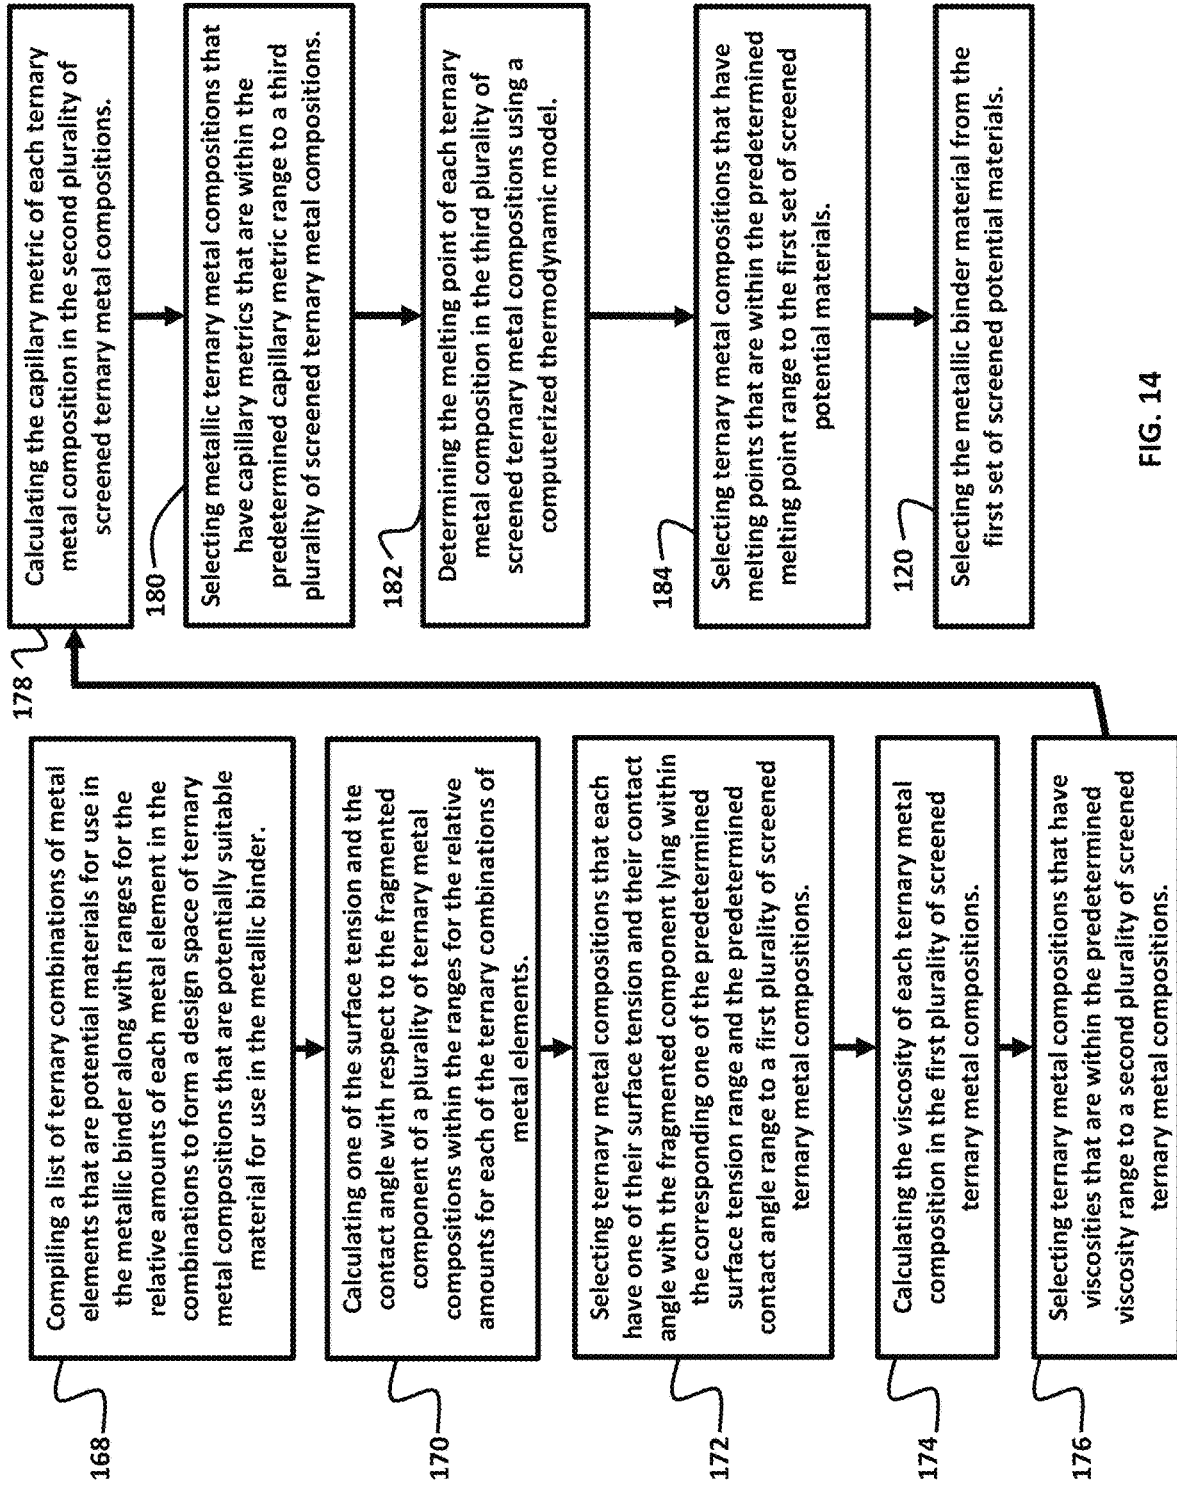 168
Compiling a list of ternary combinations of metal
elements that are potential materials for use in
the metallic binder along with ranges for the
relative amounts of each metal element in the
combinations to form a design space of ternary
metal compositions that are potentially suitable
material for use in the metallic binder.
170
Calculating one of the surface tension and the
contact angle with respect to the fragmented
component of a plurality of ternary metal
compositions within the ranges for the relative
amounts for each of the ternary combinations of
metal elements.
172
Selecting ternary metal compositions that each
have one of their surface tension and their contact
angle with the fragmented component lying within
the corresponding one of the predetermined
surface tension range and the predetermined
contact angle range to a first plurality of screened
ternary metal compositions.
174
Calculating the viscosity of each ternary metal
composition in the first plurality of screened
ternary metal compositions.
176
Selecting ternary metal compositions that have
viscosities that are within the predetermined
viscosity range to a second plurality of screened
ternary metal compositions.
178
Calculating the capillary metric of each ternary
metal composition in the second plurality of
screened ternary metal compositions.
180
Selecting metallic ternary metal compositions that
have capillary metrics that are within the
predetermined capillary metric range to a third
plurality of screened ternary metal compositions.
182
Determining the melting point of each ternary
metal composition in the third plurality of
screened ternary metal compositions using a
computerized thermodynamic model.
184
Selecting ternary metal compositions that have
melting points that are within the predetermined
melting point range to the first set of screened
potential materials.
120
Selecting the metallic binder material from the
first set of screened potential materials.
FIG. 14